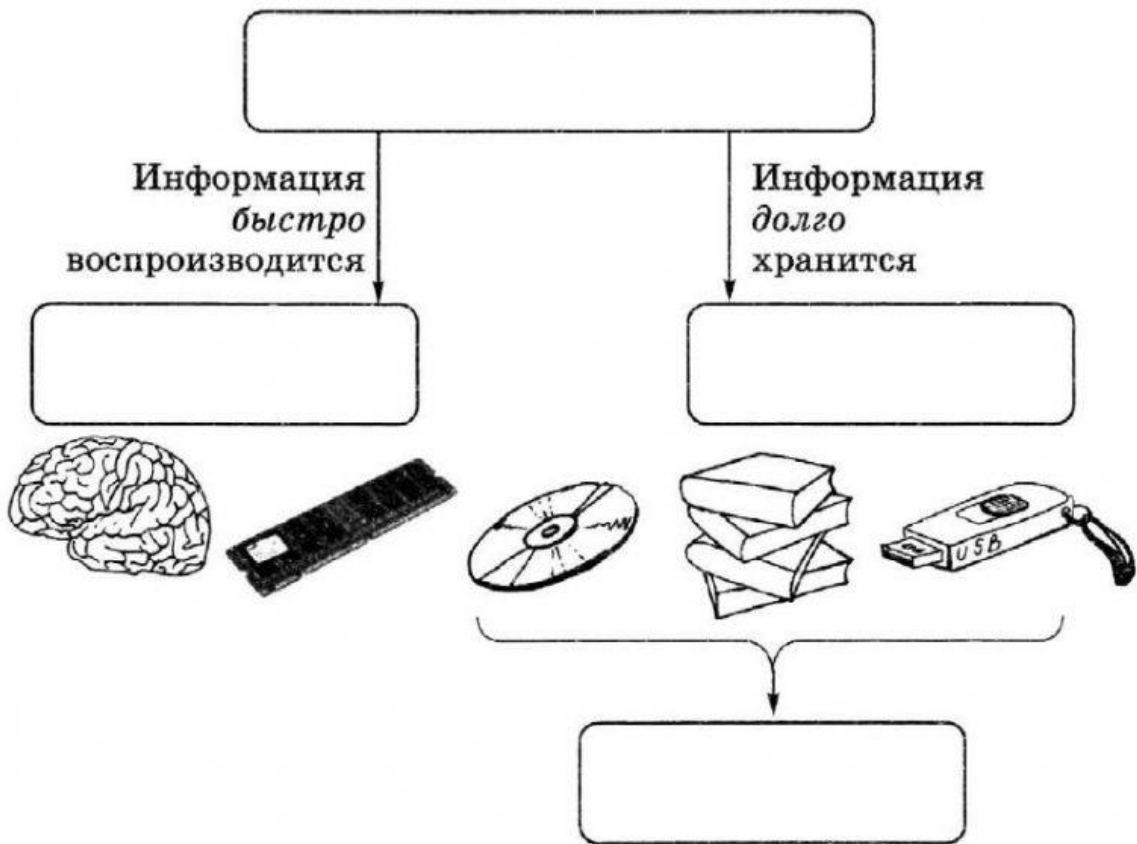 Информация
быстро
воспроизводится
Информация
долго
хранится
USB